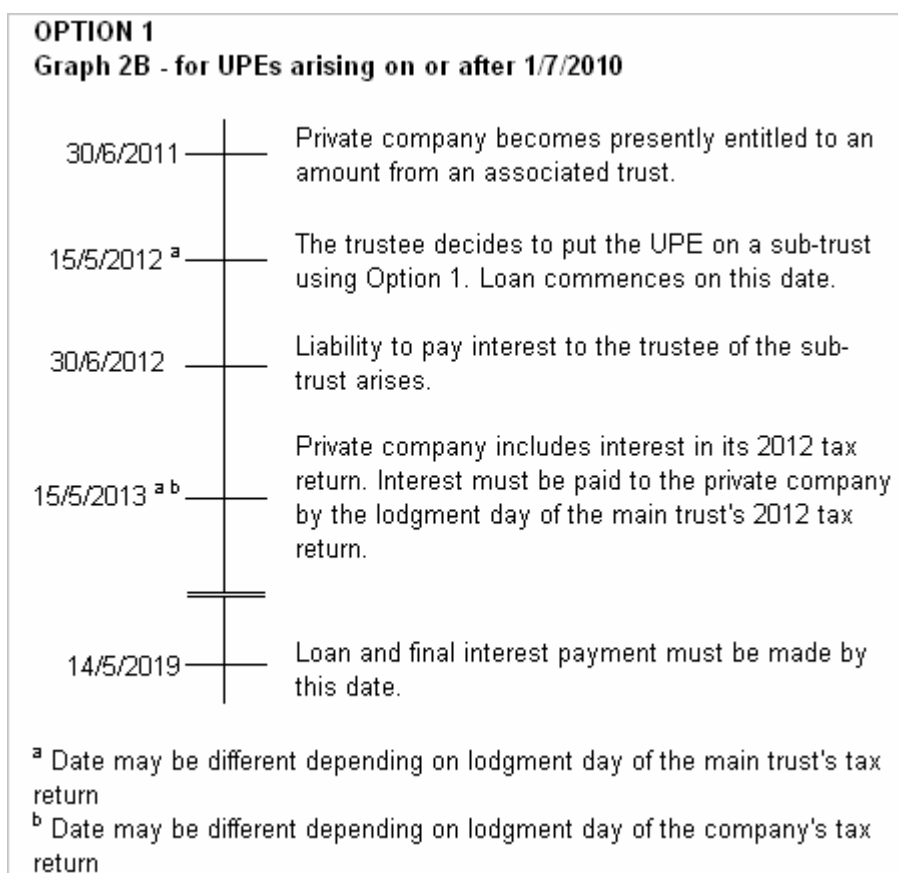 OPTION 1
Graph 2B - for UPEs arising on or after 1/7/2010
30/6/2011
Private company becomes presently entitled to an
amount from an associated trust.
15/5/2012 a
The trustee decides to put the UPE on a sub-trust
using Option 1. Loan commences on this date.
30/6/2012
Liability to pay interest to the trustee of the sub-
trust arises.
15/5/2013 a b
Private company includes interest in its 2012 tax
return. Interest must be paid to the private company
by the lodgment day of the main trust's 2012 tax
return.
14/5/2019
Loan and final interest payment must be made by
this date.
a Date may be different depending on lodgment day of the main trust's tax
return
b Date may be different depending on lodgment day of the company's tax
return